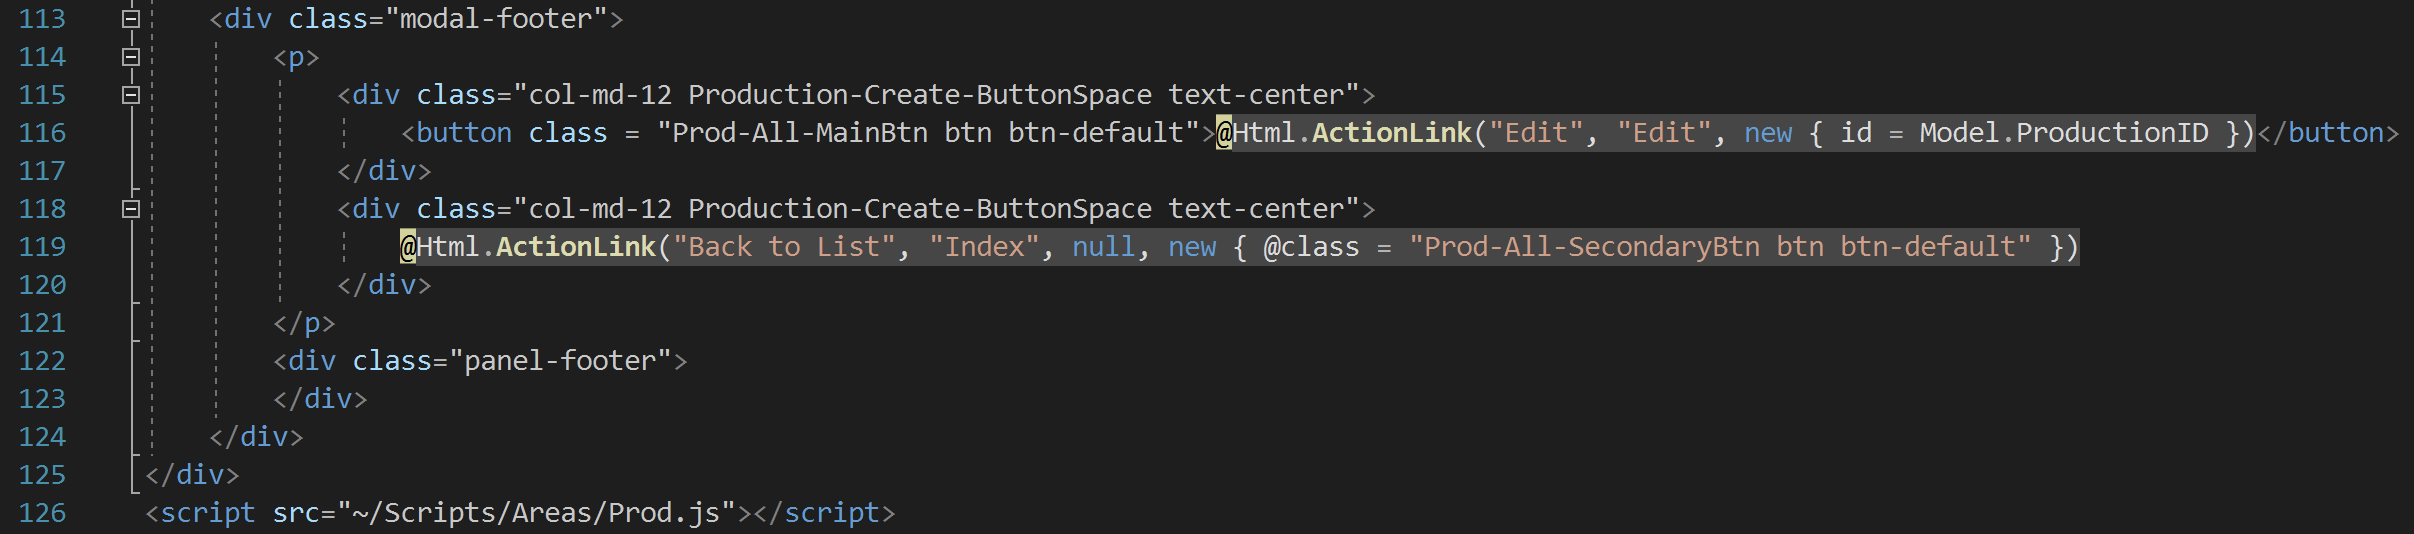 113 <div class="modal-footer">
114 <p>
115 <div class="col-md-12 Production-Create-ButtonSpace text-center">
116 <button class = "Prod-All-MainBtn btn btn-default">@Html.ActionLink("Edit", "Edit", new { id = Model.ProductionID })</button>
117 </div>
118 <div class="col-md-12 Production-Create-ButtonSpace text-center">
119 @Html.ActionLink("Back to List", "Index", null, new { @class = "Prod-All-SecondaryBtn btn btn-default" })
120 </div>
121 </p>
122 <div class="panel-footer">
123 </div>
124 </div>
125 </div>
126 <script src="~/Scripts/Areas/Prod.js"></script>